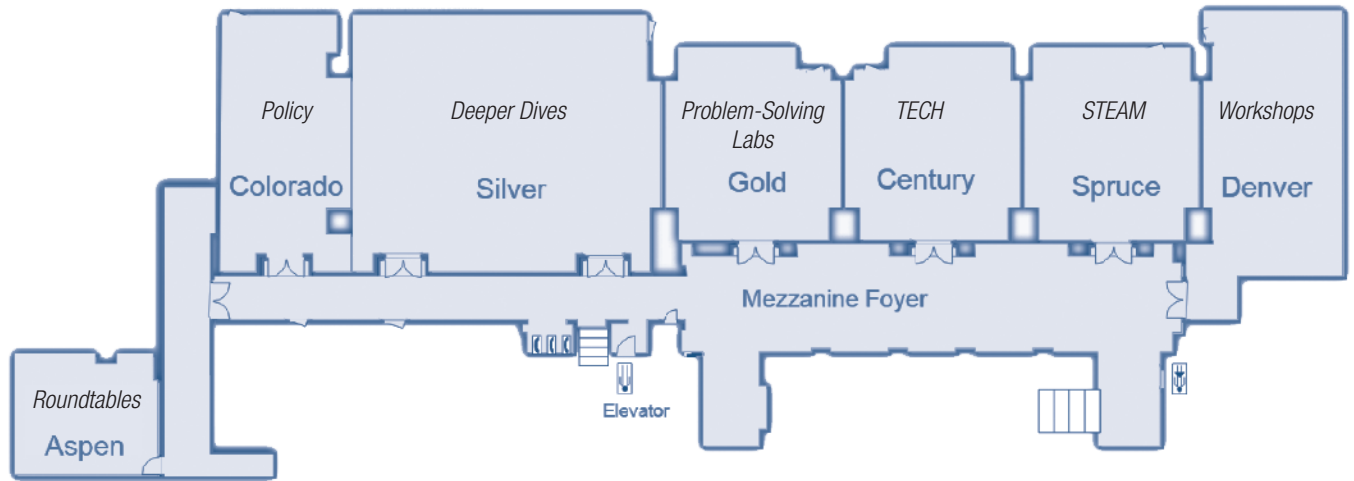 Policy
Colorado
Deeper Dives
Silver
Problem-Solving
Labs
Gold
TECH
Century
STEAM
Spruce
Workshops
Denver
Mezzanine Foyer
Elevator
Roundtables
Aspen